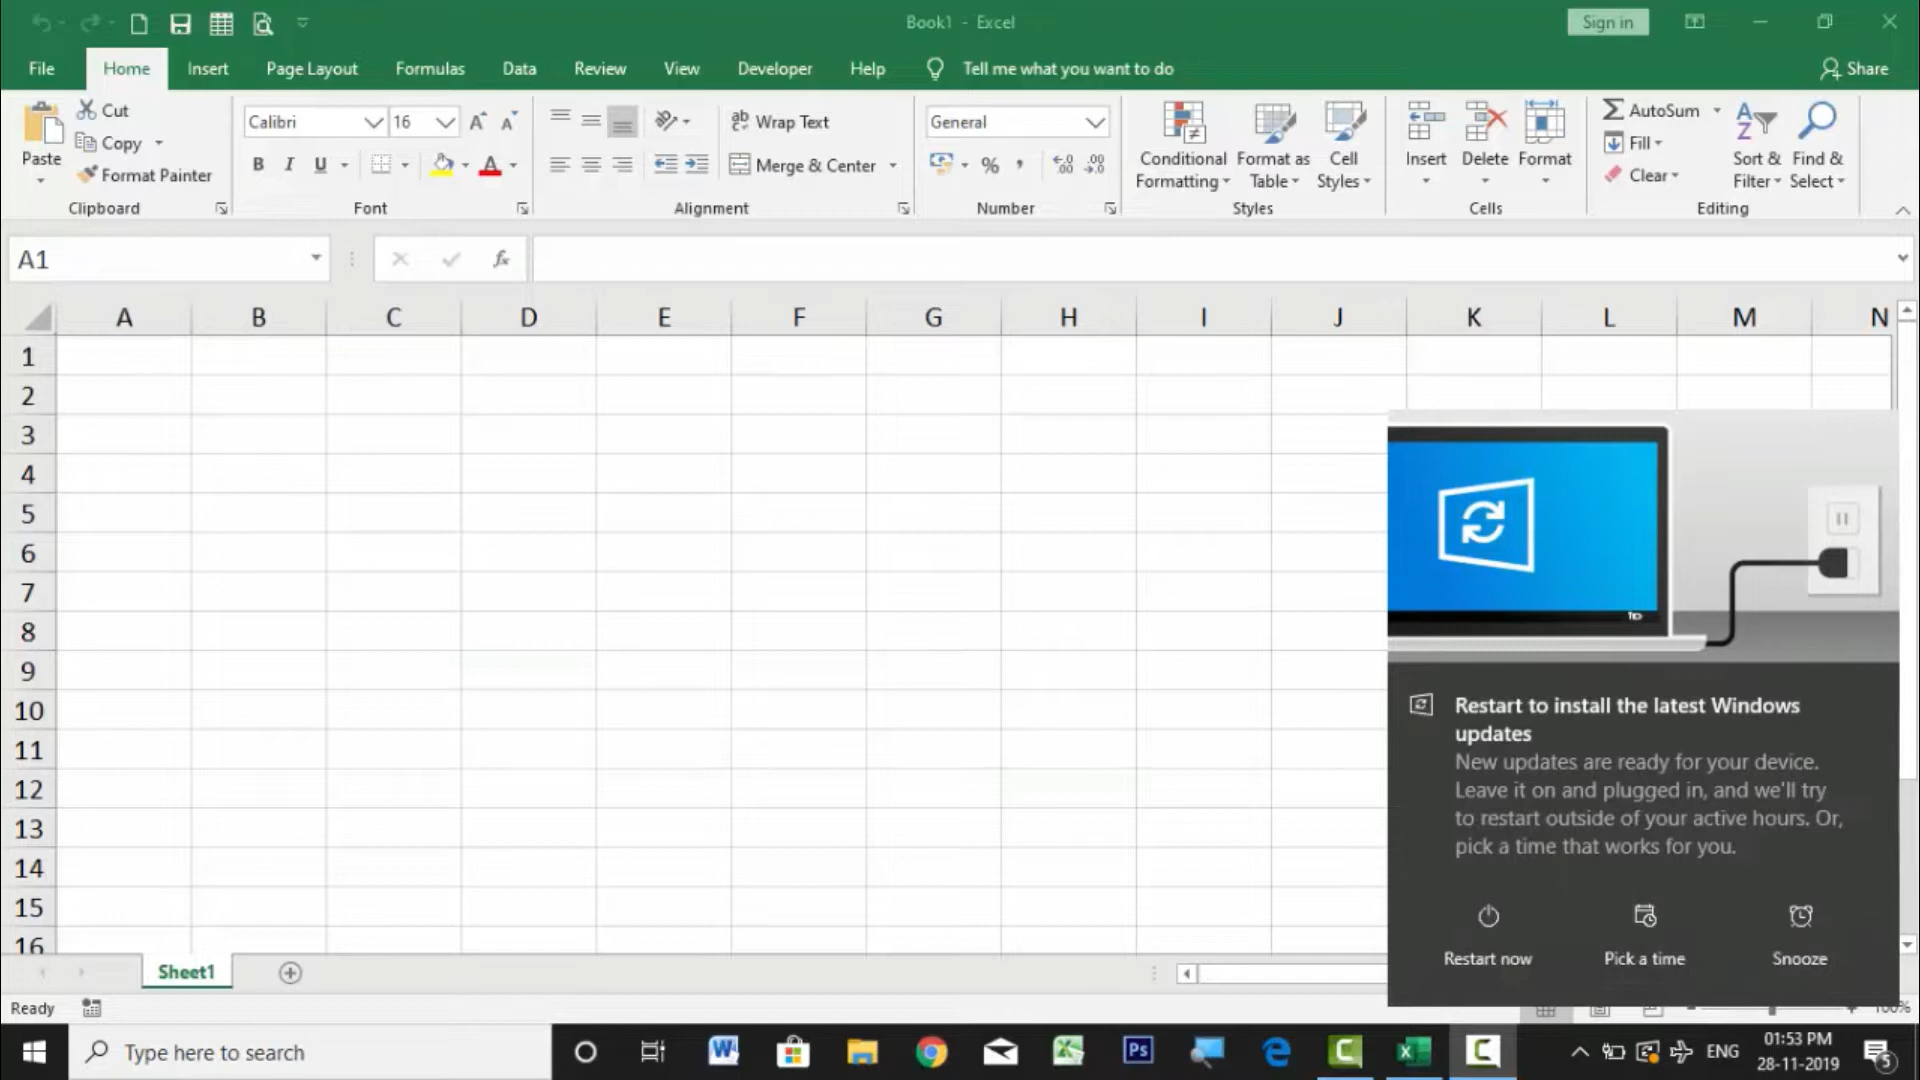 Book1 - Excel
Sign in
File Home Insert Page Layout Formulas Data Review View Developer Help Tell me what you want to do Share
Paste
Cut
Copy
Format Painter
Clipboard
Calibri 16
B I U A
Font
ab Wrap Text
Merge & Center
Alignment
General
% ,
Number
Conditional
Formatting
Format as
Table
Cell
Styles
Styles
Insert Delete Format
Cells
AutoSum
Fill
Clear
Sort &
Filter
Find &
Select
Editing
A1
fx
A B C D E F G H I J K L M N
1
2
3
4
5
6
7
8
9
10
11
12
13
14
15
16
Restart to install the latest Windows
updates
New updates are ready for your device.
Leave it on and plugged in, and we'll try
to restart outside of your active hours. Or,
pick a time that works for you.
Restart now Pick a time Snooze
Sheet1
Ready
100%
Type here to search
Ps
ENG
01:53 PM
28-11-2019
5